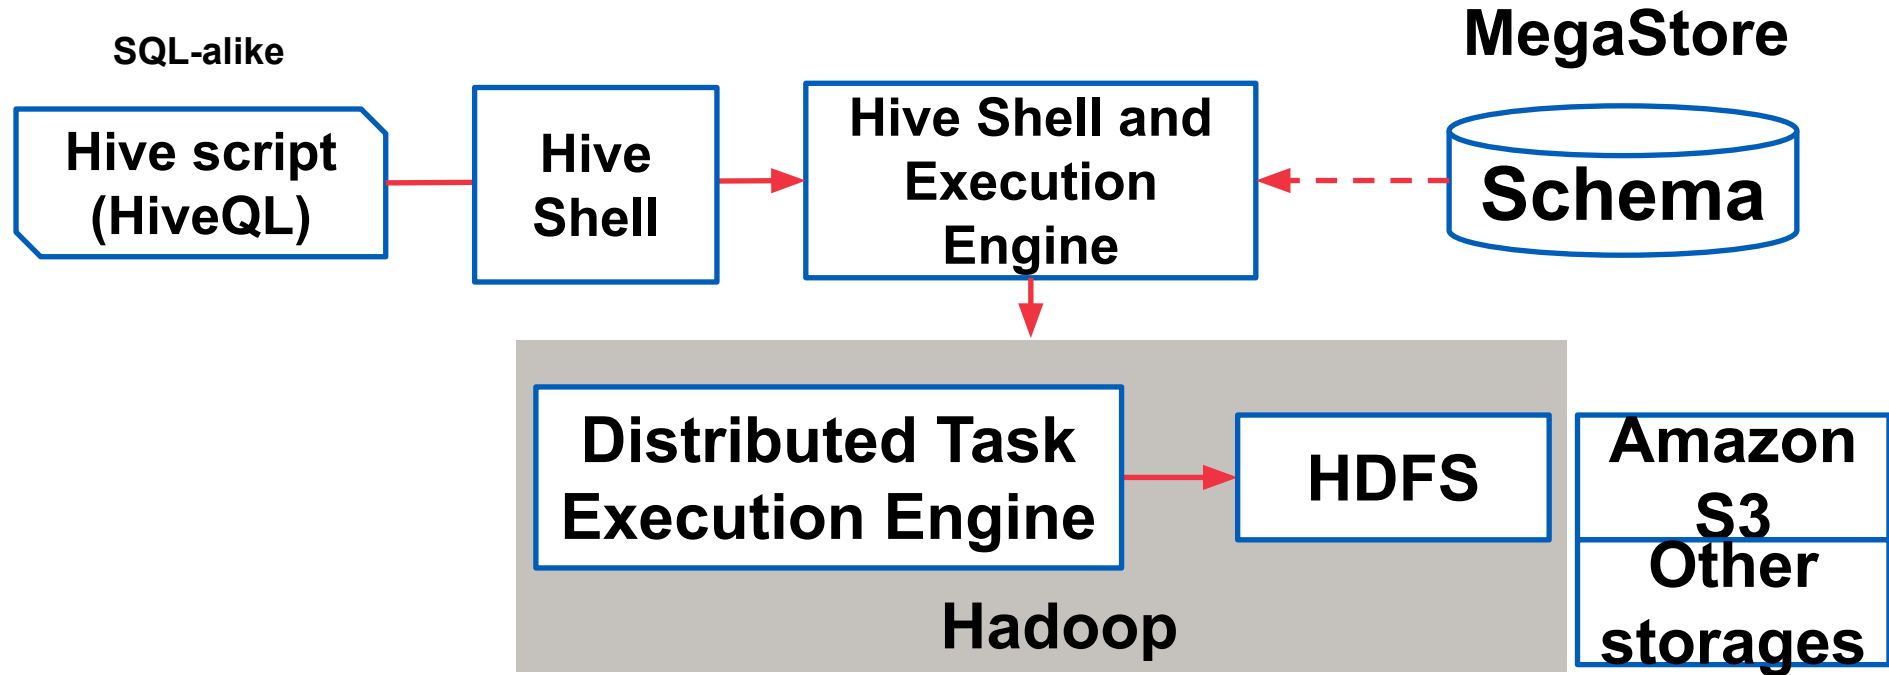 SQL-alike
MegaStore
Hive script
(HiveQL)
Hive
Shell
Hive Shell and
Execution
Engine
Schema
Distributed Task
Execution Engine
HDFS
Amazon
S3
Other
storages
Hadoop